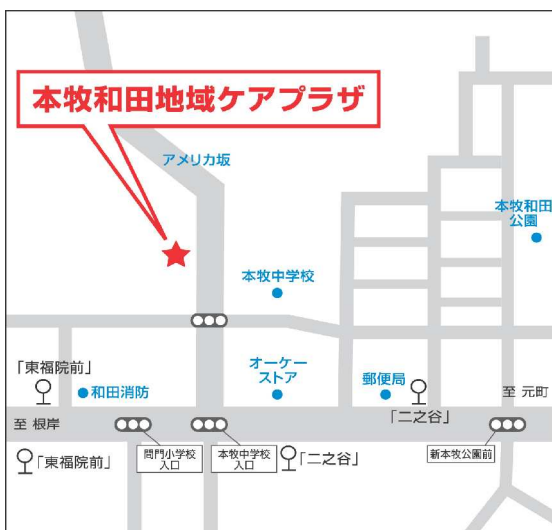 本牧和田地域ケアプラザ
アメリカ坂
本牧和田
公園
本牧中学校
「東福院前」
和田消防
オーケー
ストア
郵便局
「二之谷」
至 元町
至 根岸
「東福院前」
間門小学校
入口
本牧中学校
入口
「二之谷」
新本牧公園前